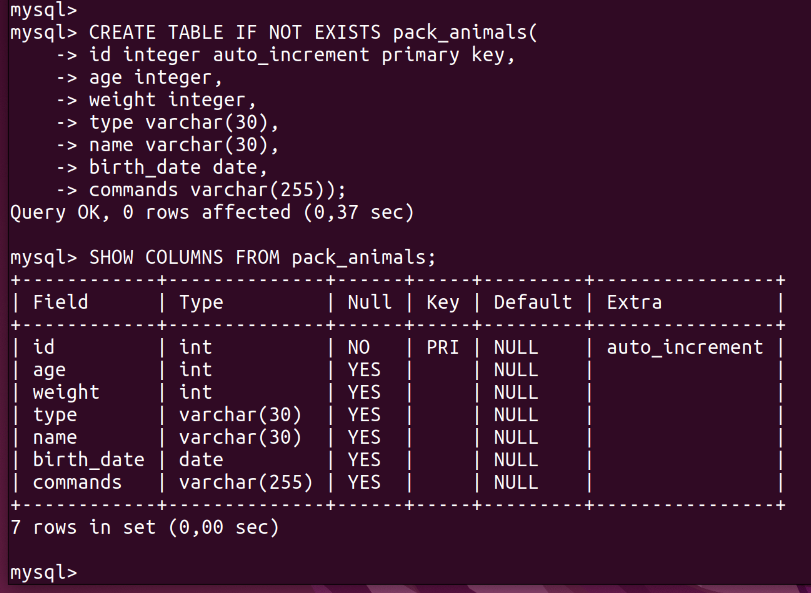 mysql>
mysql> CREATE TABLE IF NOT EXISTS pack_animals(
    -> id integer auto_increment primary key,
    -> age integer,
    -> weight integer,
    -> type varchar(30),
    -> name varchar(30),
    -> birth_date date,
    -> commands varchar(255));
Query OK, 0 rows affected (0,37 sec)

mysql> SHOW COLUMNS FROM pack_animals;
+------------+--------------+------+-----+---------+----------------+
| Field      | Type         | Null | Key | Default | Extra          |
+------------+--------------+------+-----+---------+----------------+
| id         | int          | NO   | PRI | NULL    | auto_increment |
| age        | int          | YES  |     | NULL    |                |
| weight     | int          | YES  |     | NULL    |                |
| type       | varchar(30)  | YES  |     | NULL    |                |
| name       | varchar(30)  | YES  |     | NULL    |                |
| birth_date | date         | YES  |     | NULL    |                |
| commands   | varchar(255) | YES  |     | NULL    |                |
+------------+--------------+------+-----+---------+----------------+
7 rows in set (0,00 sec)

mysql>